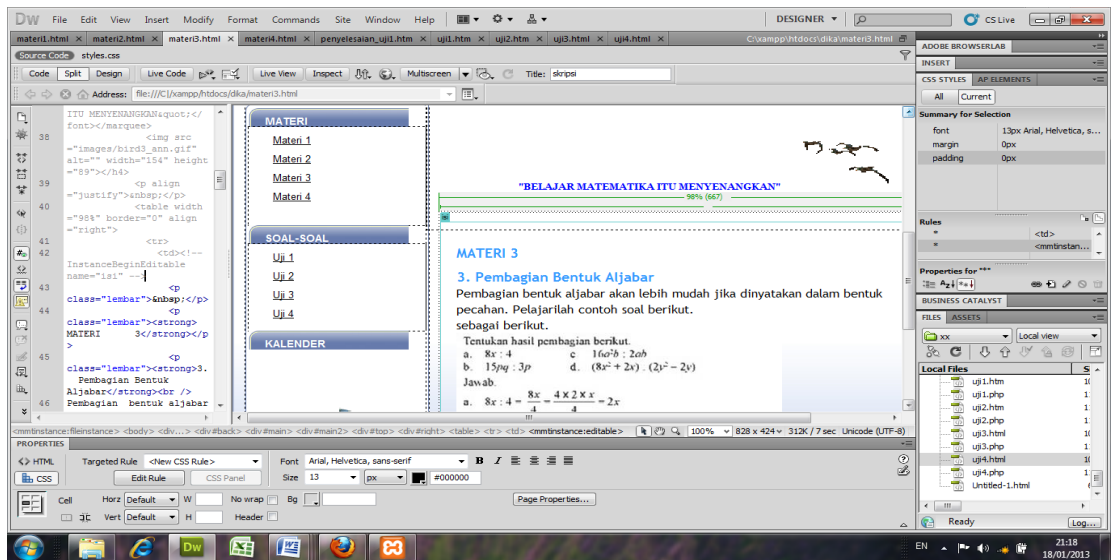 DW File Edit View Insert Modify Format Commands Site Window Help DESIGNER CS Live
materi1.html × materi2.html × materi3.html × materi4.html × penyelesaian_uji1.htm × uji1.htm × uji2.htm × uji3.html × uji4.html × C:\xampp\htdocs\dika\materi3.html
Source Code styles.css
Code Split Design Live Code Live View Inspect Multiscreen Title: skripsi
Address: file:///C|/xampp/htdocs/dika/materi3.html
ITU MENYENANGKAN&quot;</
font></marquee>
38 <img src
="images/bird3_ann.gif"
alt="" width="154" height
="89"></h4>
39 <p align
="justify">&nbsp;</p>
40 <table width
="98%" border="0" align
="right">
41 <tr>
42 <td><!--
InstanceBeginEditable
name="isi" -->
43 <p
class="lembar">&nbsp;</p>
44 <p
class="lembar"><strong>
MATERI 3</strong></p
>
45 <p
class="lembar"><strong>3.
Pembagian Bentuk
Aljabar</strong><br />
46 Pembagian bentuk aljabar
MATERI
Materi 1
Materi 2
Materi 3
Materi 4
SOAL-SOAL
Uji 1
Uji 2
Uji 3
Uji 4
KALENDER
"BELAJAR MATEMATIKA ITU MENYENANGKAN"
98% (667)
MATERI 3
3. Pembagian Bentuk Aljabar
Pembagian bentuk aljabar akan lebih mudah jika dinyatakan dalam bentuk
pecahan. Pelajarilah contoh soal berikut.
sebagai berikut.
Tentukan hasil pembagian berikut.
a. 8x : 4 c 16a²b : 2ab
b. 15pq : 3p d. (8x² + 2x) . (2y² – 2y)
Jawab.
a. 8x : 4 = 8x/4 = 4 × 2 × x/4 = 2x
<mmtinstance:fileinstance> <body> <div...> <div#back> <div#main> <div#main2> <div#top> <div#right> <table> <tr> <td> <mmtinstance:editable> 100% 828 x 424 312K / 7 sec Unicode (UTF-8)
PROPERTIES
<> HTML Targeted Rule <New CSS Rule> Font Arial, Helvetica, sans-serif B I
CSS Edit Rule CSS Panel Size 13 px #000000
Cell Horz Default W No wrap Bg Page Properties...
Vert Default H Header
ADOBE BROWSERLAB
INSERT
CSS STYLES AP ELEMENTS
All Current
Summary for Selection
font 13px Arial, Helvetica, s...
margin 0px
padding 0px
Rules
* <td>
* <mmtinstan...
Properties for "*"
BUSINESS CATALYST
FILES ASSETS
xx Local view
Local Files S
uji1.htm
uji1.php
uji2.htm
uji2.php
uji3.html
uji3.php
uji4.html
uji4.php
Untitled-1.html
Ready Log...
EN 21:18
18/01/2013